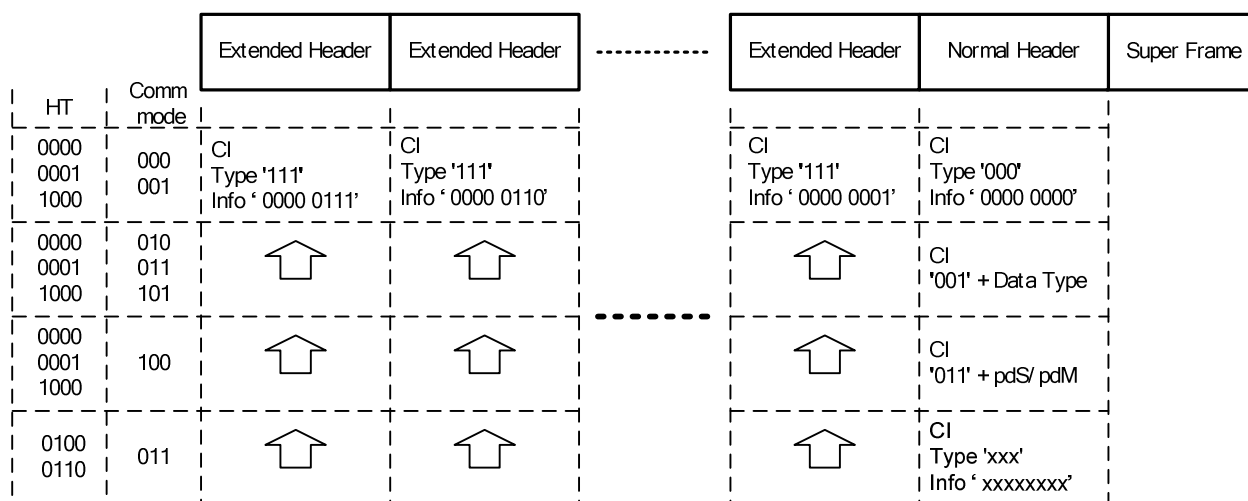 Extended Header
Extended Header
Extended Header
Normal Header
Super Frame
HT
Comm
mode
0000
0001
1000
000
001
CI
Type '111'
Info ‘ 0000 0111’
CI
Type '111'
Info ‘ 0000 0110’
CI
Type '111'
Info ‘ 0000 0001’
CI
Type '000'
Info ‘ 0000 0000’
0000
0001
1000
010
011
101
CI
'001' + Data Type
0000
0001
1000
100
CI
'011' + pdS/ pdM
0100
0110
011
CI
Type 'xxx'
Info ‘ xxxxxxxx’